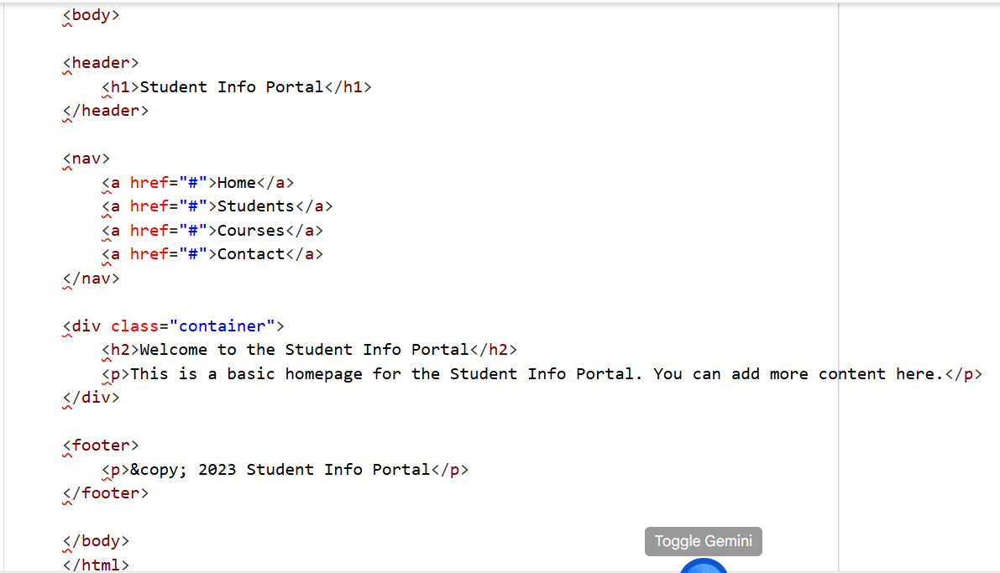 <body>
<header>
<h1>Student Info Portal</h1>
</header>
<nav>
<a href="#">Home</a>
<a href="#">Students</a>
<a href="#">Courses</a>
<a href="#">Contact</a>
</nav>
<div class="container">
<h2>Welcome to the Student Info Portal</h2>
<p>This is a basic homepage for the Student Info Portal. You can add more content here.</p>
</div>
<footer>
<p>&copy; 2023 Student Info Portal</p>
</footer>
</body>
Toggle Gemini
</html>